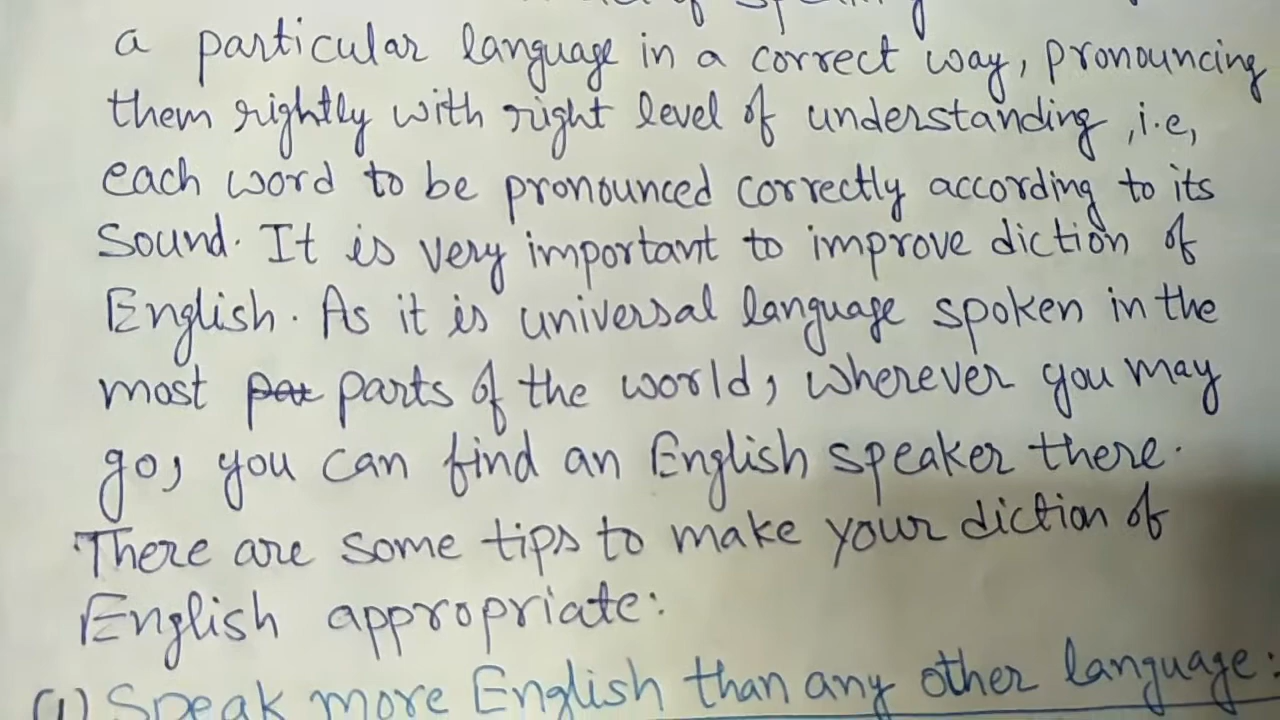 a particular language in a correct way, pronouncing
them rightly with right level of understanding, i.e,
each word to be pronounced correctly according to its
Sound. It is very important to improve diction of
English. As it is universal language spoken in the
most parts of the world, wherever you may
go, you can find an English speaker there.
There are some tips to make your diction of
English appropriate:
(1) Speak more English than any other language: